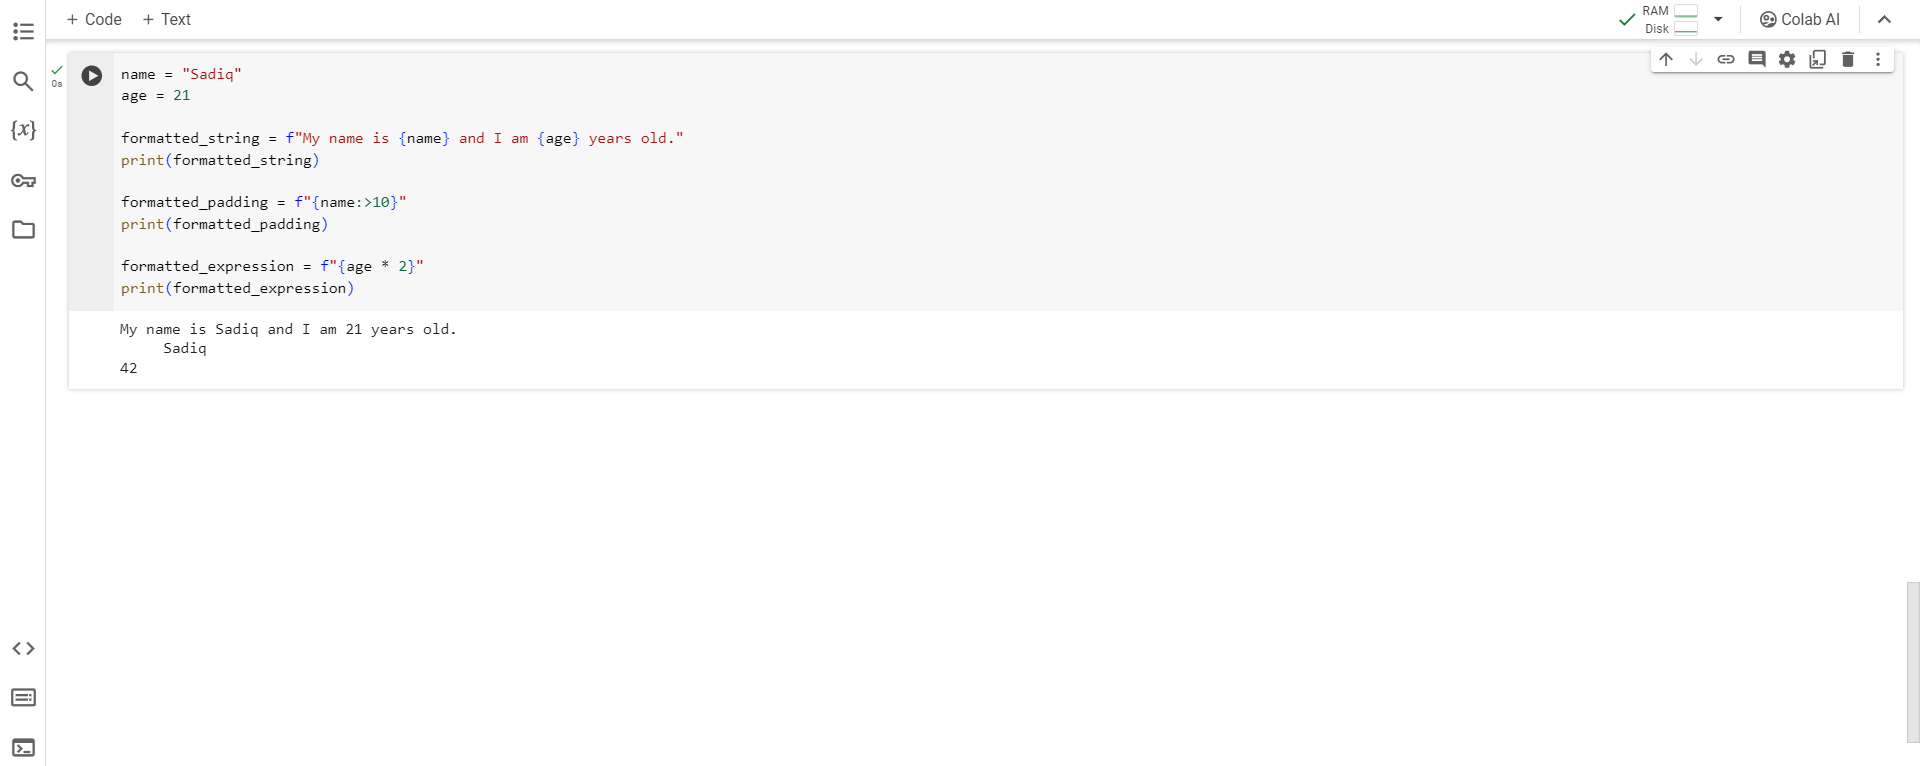 + Code + Text
RAM
Disk
Colab AI
0s
name = "Sadiq"
age = 21
formatted_string = f"My name is {name} and I am {age} years old."
print(formatted_string)
formatted_padding = f"{name:>10}"
print(formatted_padding)
formatted_expression = f"{age * 2}"
print(formatted_expression)
My name is Sadiq and I am 21 years old.
     Sadiq
42
{x}